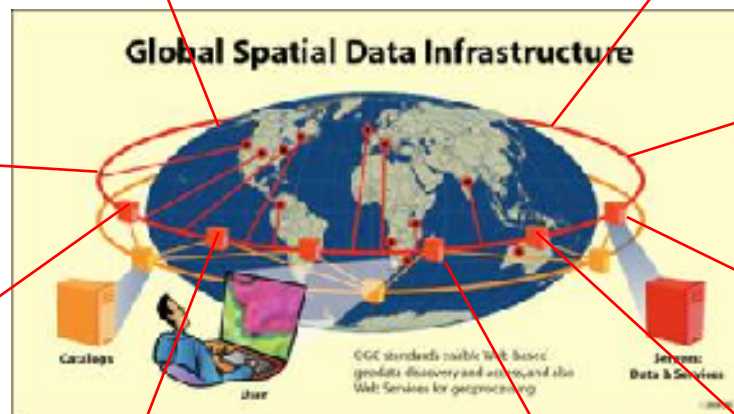 Global Spatial Data Infrastructure
Catalogs
User
OGC standards enable Web-based
geodata discovery and access, and also
Web Services for geoprocessing
Servers:
Data & Services